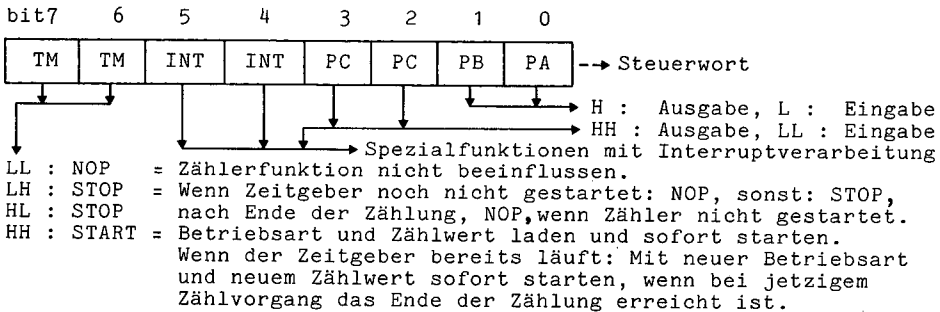 bit7 6 5 4 3 2 1 0
TM TM INT INT PC PC PB PA --→ Steuerwort
H : Ausgabe, L : Eingabe
HH : Ausgabe, LL : Eingabe
Spezialfunktionen mit Interruptverarbeitung
LL : NOP = Zählerfunktion nicht beeinflussen.
LH : STOP = Wenn Zeitgeber noch nicht gestartet: NOP, sonst: STOP,
HL : STOP nach Ende der Zählung, NOP,wenn Zähler nicht gestartet.
HH : START = Betriebsart und Zählwert laden und sofort starten.
Wenn der Zeitgeber bereits läuft: Mit neuer Betriebsart
und neuem Zählwert sofort starten, wenn bei jetzigem
Zählvorgang das Ende der Zählung erreicht ist.